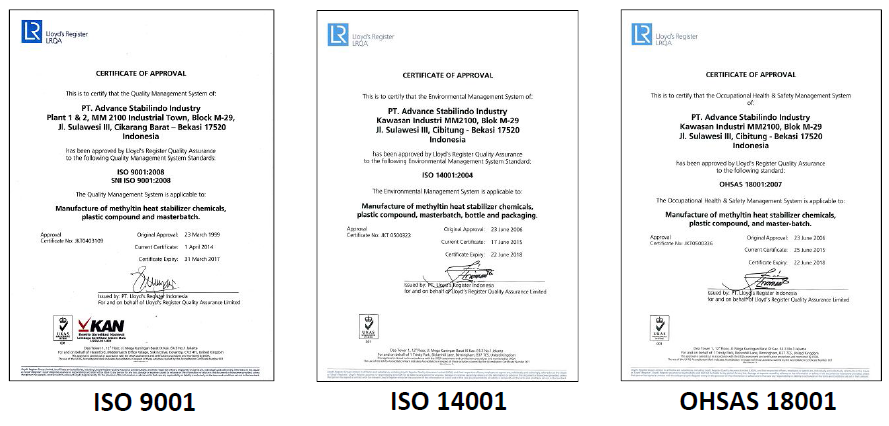 Lloyd's Register
LRQA
CERTIFICATE OF APPROVAL
This is to certify that the Quality Management System of:
PT. Advance Stabilindo Industry
Plant 1 & 2, MM 2100 Industrial Town, Block M-29,
Jl. Sulawesi III, Cikarang Barat – Bekasi 17520
Indonesia
has been approved by Lloyd's Register Quality Assurance
to the following Quality Management System Standards:
ISO 9001:2008
SNI ISO 9001:2008
The Quality Management System is applicable to:
Manufacture of methyltin heat stabilizer chemicals,
plastic compound and masterbatch.
Approval
Certificate No: JKT0403109
Original Approval: 23 March 1999
Current Certificate: 1 April 2014
Certificate Expiry: 31 March 2017
Issued by: PT. Lloyd's Register Indonesia
For and on behalf of Lloyd's Register Quality Assurance Limited
UKAS
KAN
001
ISO 9001
Lloyd's Register
LRQA
CERTIFICATE OF APPROVAL
This is to certify that the Environmental Management System of:
PT. Advance Stabilindo Industry
Kawasan Industri MM2100, Blok M-29
Jl. Sulawesi III, Cibitung - Bekasi 17520
Indonesia
has been approved by Lloyd's Register Quality Assurance
to the following Environmental Management System Standard:
ISO 14001:2004
The Environmental Management System is applicable to:
Manufacture of methyltin heat stabilizer chemicals,
plastic compound, masterbatch, bottle and packaging.
Approval
Certificate No: JKT0500323
Original Approval: 23 June 2006
Current Certificate: 17 June 2015
Certificate Expiry: 22 June 2018
Issued by: PT. Lloyd's Register Indonesia
for and on behalf of Lloyd's Register Quality Assurance Limited
UKAS
001
ISO 14001
Lloyd's Register
LRQA
CERTIFICATE OF APPROVAL
This is to certify that the Occupational Health & Safety Management System
of:
PT. Advance Stabilindo Industry
Kawasan Industri MM2100, Blok M-29
Jl. Sulawesi III, Cibitung - Bekasi 17520
Indonesia
has been approved by Lloyd's Register Quality Assurance
to the following standard:
OHSAS 18001:2007
The Occupational Health & Safety Management System is applicable to:
Manufacture of methyltin heat stabilizer chemicals,
plastic compound, and master-batch.
Approval
Certificate No:
Original Approval: 23 June 2006
Current Certificate: 25 June 2015
Certificate Expiry: 22 June 2018
Issued by: PT. Lloyd's Register Indonesia
for and on behalf of Lloyd's Register Quality Assurance Limited
UKAS
OHSAS 18001